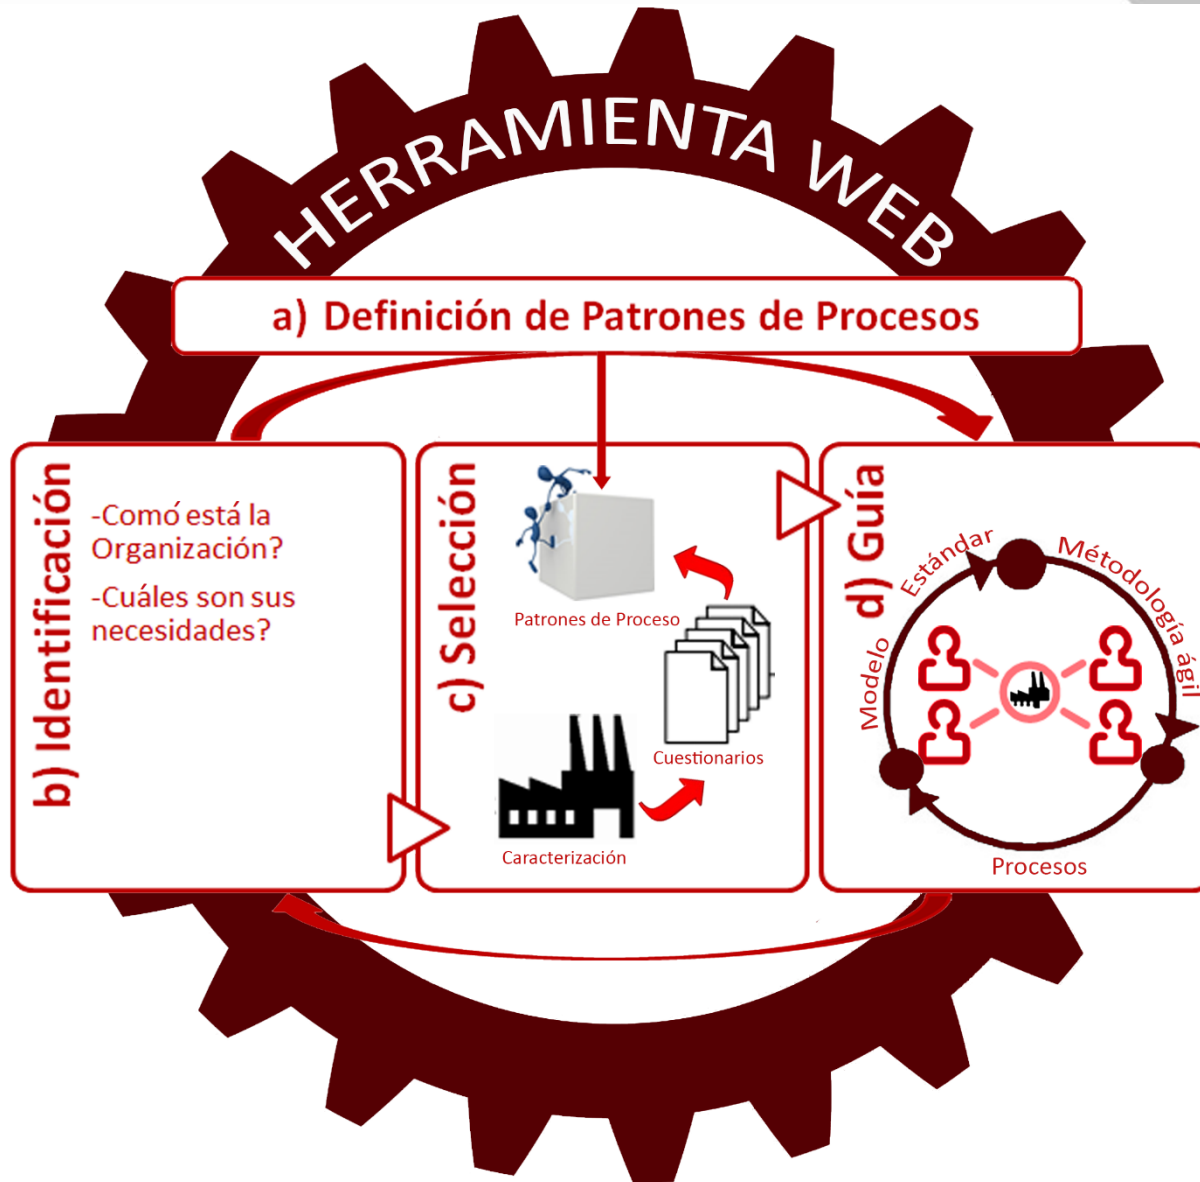 HERRAMIENTA WEB
a) Definición de Patrones de Procesos
b) Identificación
-Comó está la
Organización?
-Cuáles son sus
necesidades?
c) Selección
Patrones de Proceso
Cuestionarios
Caracterización
d) Guía
Modelo
Estándar
Métodología ágil
Procesos